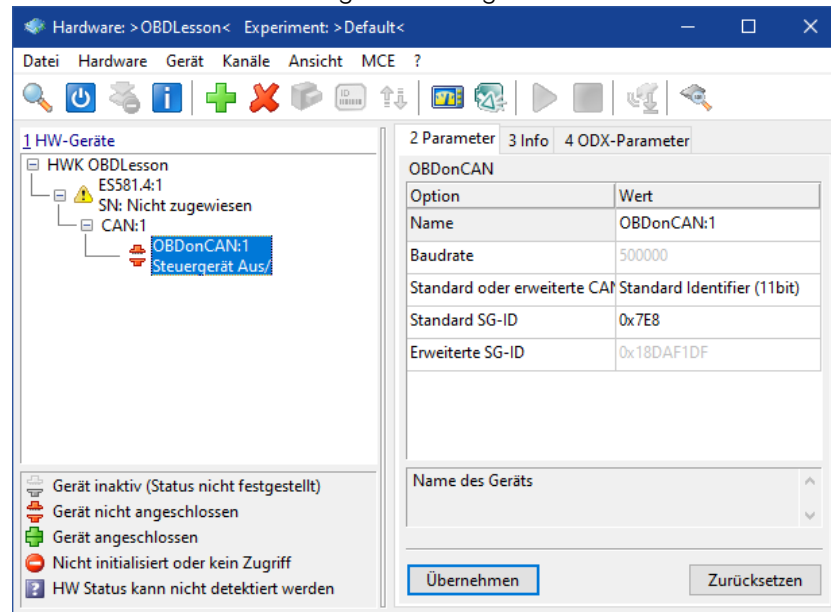 Hardware: >OBDLesson<  Experiment: >Default<
Datei Hardware Gerät Kanäle Ansicht MCE ?
1 HW-Geräte
HWK OBDLesson
ES581.4:1
SN: Nicht zugewiesen
CAN:1
OBDonCAN:1
Steuergerät Aus/
Gerät inaktiv (Status nicht festgestellt)
Gerät nicht angeschlossen
Gerät angeschlossen
Nicht initialisiert oder kein Zugriff
HW Status kann nicht detektiert werden
2 Parameter 3 Info 4 ODX-Parameter
OBDonCAN
Option Wert
Name OBDonCAN:1
Baudrate 500000
Standard oder erweiterte CAN Standard Identifier (11bit)
Standard SG-ID 0x7E8
Erweiterte SG-ID 0x18DAF1DF
Name des Geräts
Übernehmen Zurücksetzen